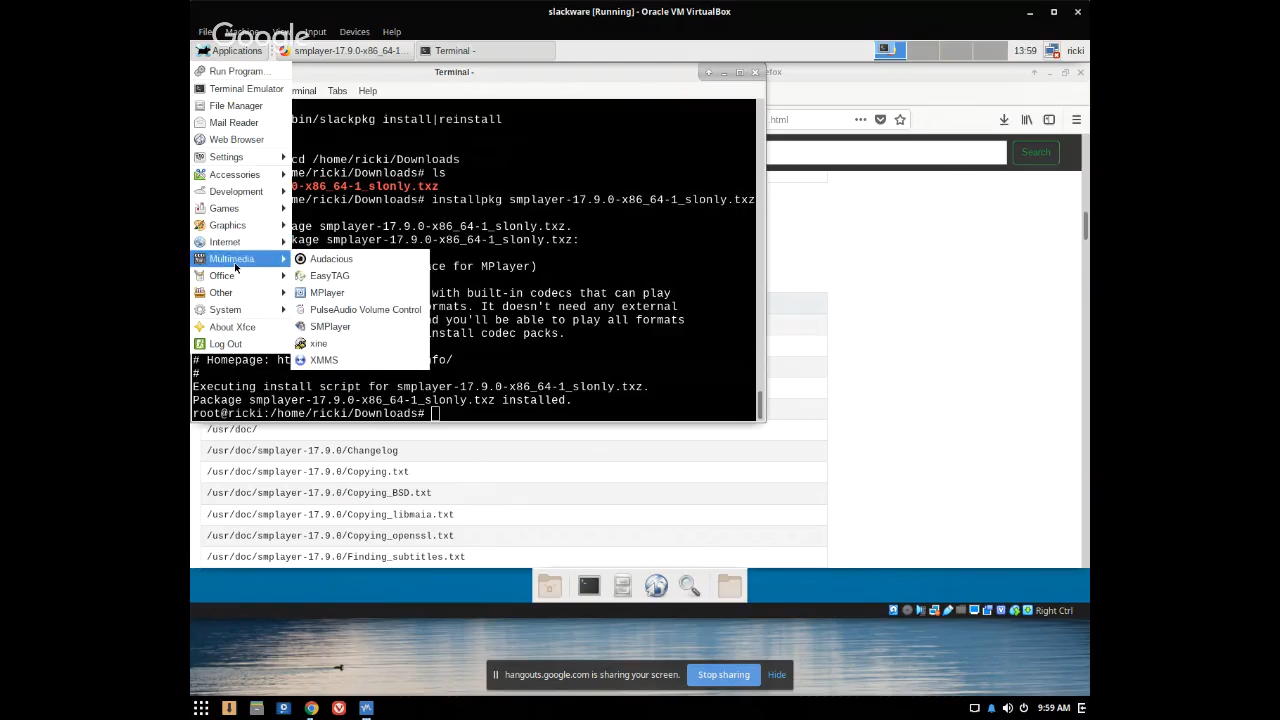 slackware [Running] - Oracle VM VirtualBox
File Machine View Input Devices Help
Google
Applications
smplayer-17.9.0-x86_64-1...
Terminal -
13:59
ricki
Terminal -
efox
Run Program...
Terminal Emulator
File Manager
Mail Reader
Web Browser
Settings
Accessories
Development
Games
Graphics
Internet
Multimedia
Office
Other
System
About Xfce
Log Out
Audacious
EasyTAG
MPlayer
PulseAudio Volume Control
SMPlayer
xine
XMMS
rminal Tabs Help
.html
Search
bin/slackpkg install|reinstall
cd /home/ricki/Downloads
me/ricki/Downloads# ls
0-x86_64-1_slonly.txz
me/ricki/Downloads# installpkg smplayer-17.9.0-x86_64-1_slonly.txz
age smplayer-17.9.0-x86_64-1_slonly.txz.
kage smplayer-17.9.0-x86_64-1_slonly.txz:
ace for MPlayer)
with built-in codecs that can play
rmats. It doesn't need any external
nd you'll be able to play all formats
nstall codec packs.
# Homepage: ht
nfo/
#
Executing install script for smplayer-17.9.0-x86_64-1_slonly.txz.
Package smplayer-17.9.0-x86_64-1_slonly.txz installed.
root@ricki:/home/ricki/Downloads#
/usr/doc/
/usr/doc/smplayer-17.9.0/Changelog
/usr/doc/smplayer-17.9.0/Copying.txt
/usr/doc/smplayer-17.9.0/Copying_BSD.txt
/usr/doc/smplayer-17.9.0/Copying_libmaia.txt
/usr/doc/smplayer-17.9.0/Copying_openssl.txt
/usr/doc/smplayer-17.9.0/Finding_subtitles.txt
Right Ctrl
hangouts.google.com is sharing your screen.
Stop sharing
Hide
9:59 AM